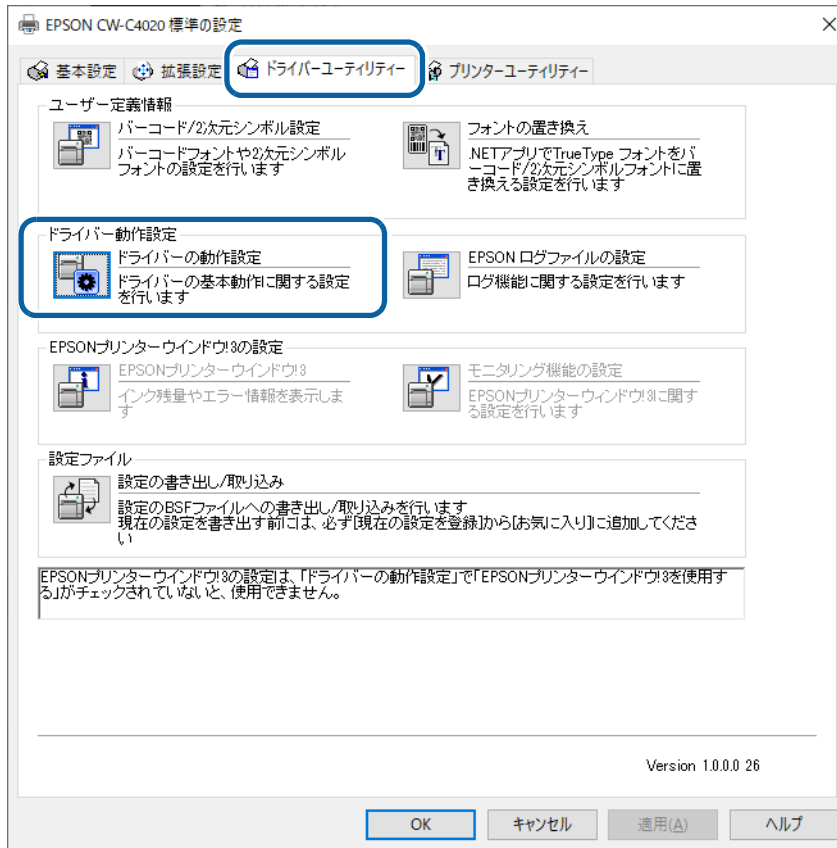 EPSON CW-C4020 標準の設定
基本設定
拡張設定
ドライバーユーティリティー
プリンターユーティリティー
ユーザー定義情報
バーコード/2次元シンボル設定
バーコードフォントや2次元シンボル
フォントの設定を行います
フォントの置き換え
.NETアプリでTrueType フォントをバ
ーコード/2次元シンボルフォントに置
き換える設定を行います
ドライバー動作設定
ドライバーの動作設定
ドライバーの基本動作に関する設定
を行います
EPSON ログファイルの設定
ログ機能に関する設定を行います
EPSONプリンターウインドウ!3の設定
EPSONプリンターウインドウ!3
インク残量やエラー情報を表示しま
す
モニタリング機能の設定
EPSONプリンターウィンドウ!3に関す
る設定を行います
設定ファイル
設定の書き出し/取り込み
設定のBSFファイルへの書き出し/取り込みを行います
現在の設定を書き出す前には、必ず[現在の設定を登録]から[お気に入り]に追加してくださ
い
EPSONプリンターウインドウ!3の設定は、「ドライバーの動作設定」で「EPSONプリンターウインドウ!3を使用す
る」がチェックされていないと、使用できません。
Version 1.0.0.0 26
OK
キャンセル
適用(A)
ヘルプ